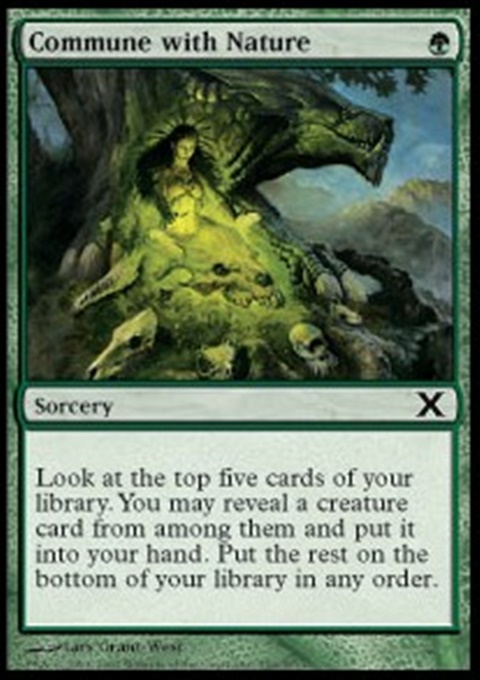 Commune with Nature
Sorcery
X
Look at the top five cards of your
library. You may reveal a creature
card from among them and put it
into your hand. Put the rest on the
bottom of your library in any order.
Lars Grant-West